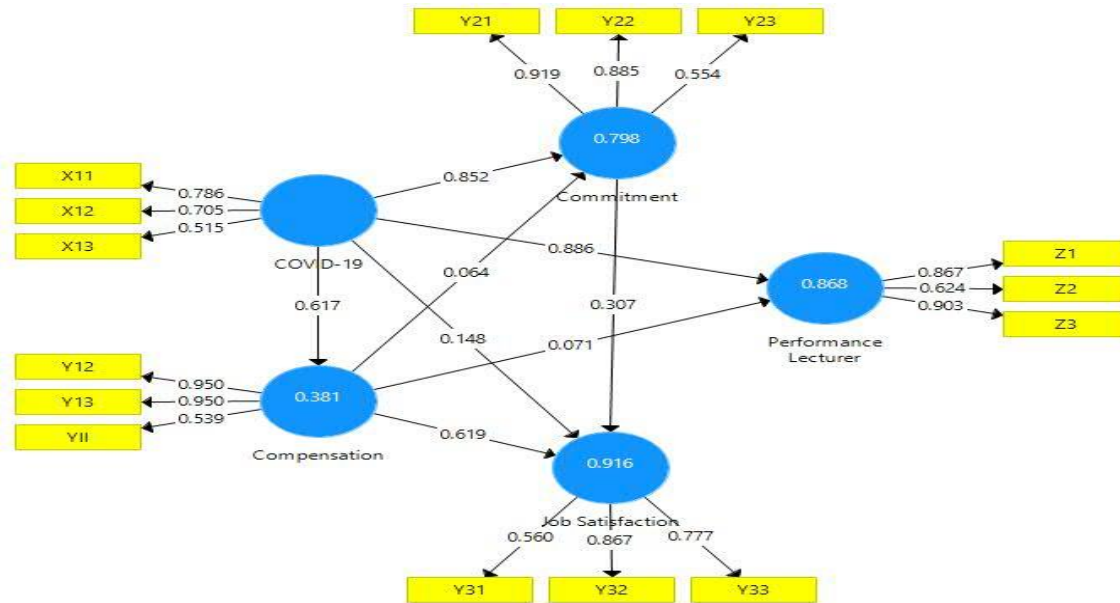 Y21
Y22
Y23
0.919
0.885
0.554
0.798
Commitment
X11
X12
X13
0.786
0.705
0.515
COVID-19
0.852
0.886
0.064
0.617
0.148
0.307
0.071
0.619
0.868
Performance
Lecturer
0.867
0.624
0.903
Z1
Z2
Z3
Y12
Y13
YII
0.950
0.950
0.539
0.381
Compensation
0.916
Job Satisfaction
0.560
0.867
0.777
Y31
Y32
Y33